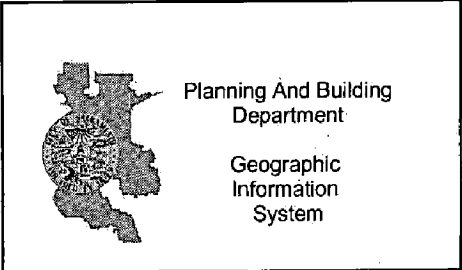 Planning And Building
Department
Geographic
Information
System